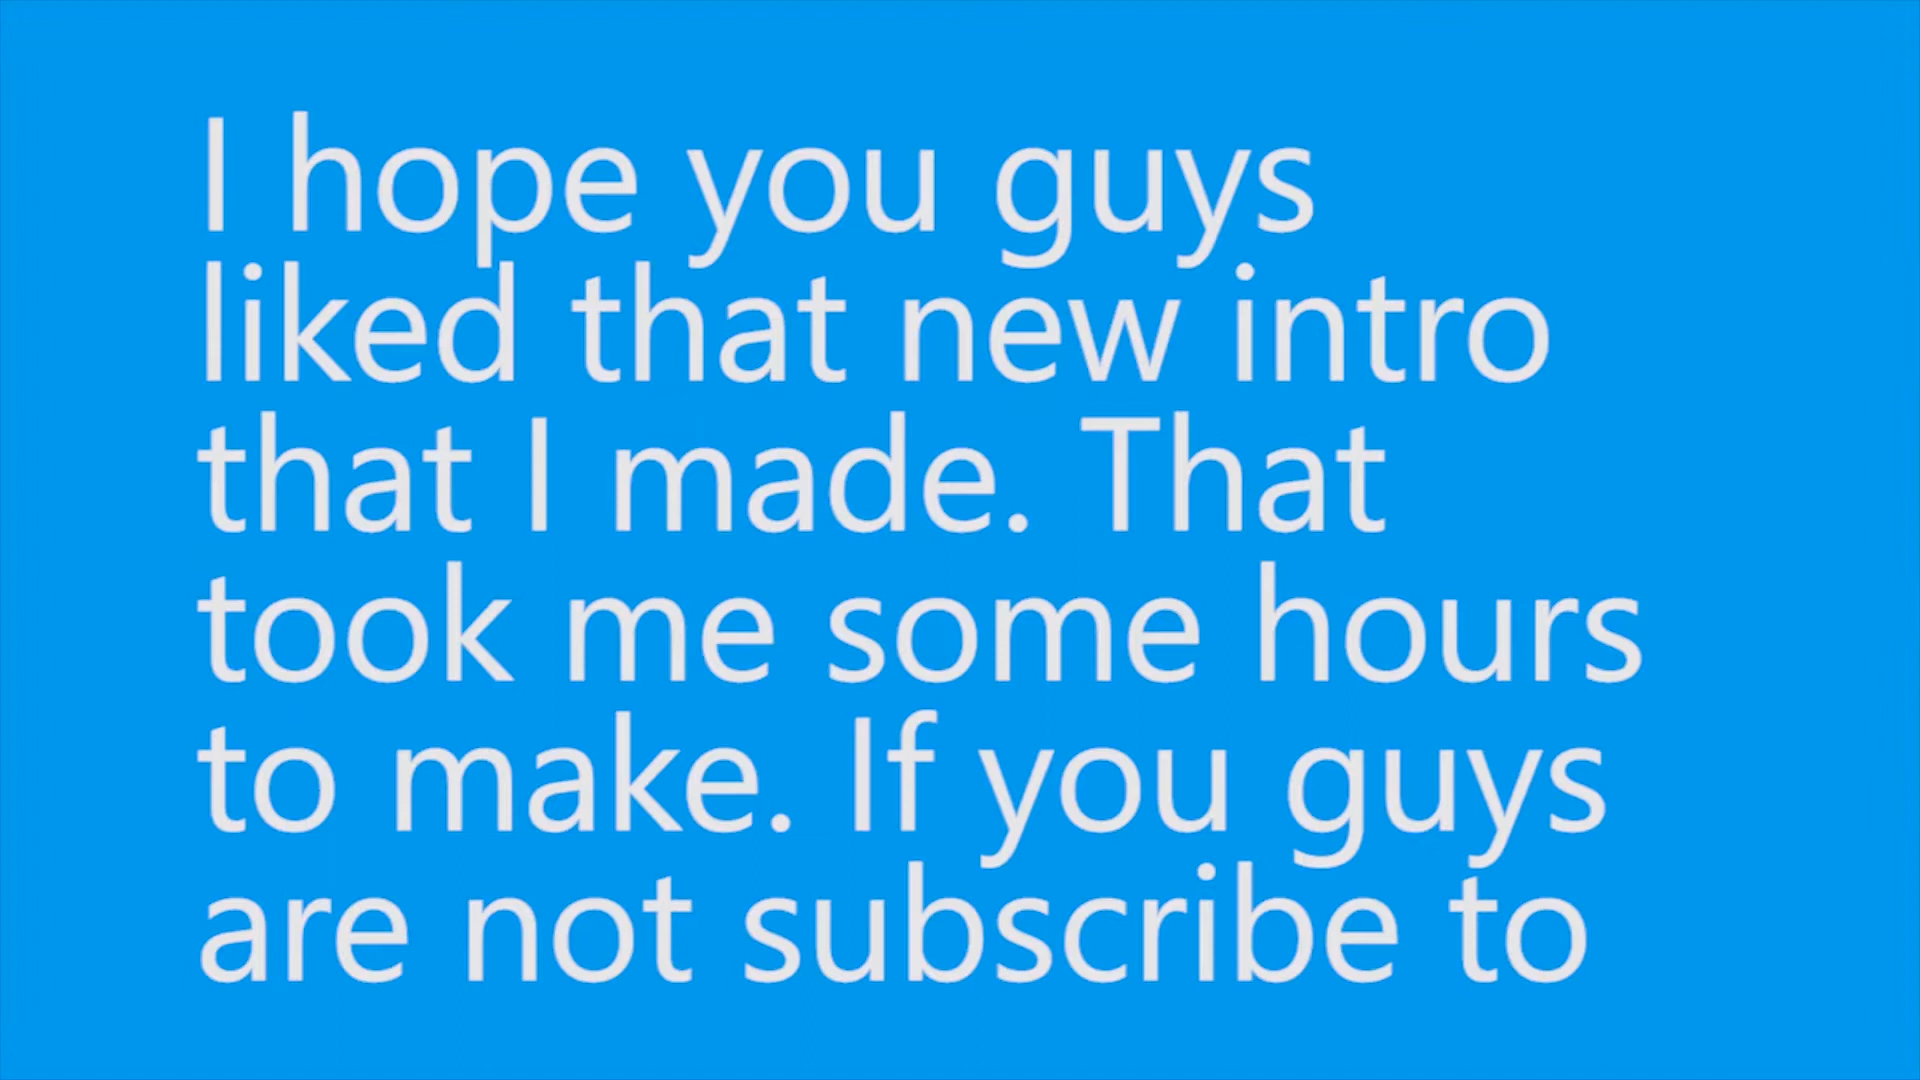 I hope you guys
liked that new intro
that I made. That
took me some hours
to make. If you guys
are not subscribe to